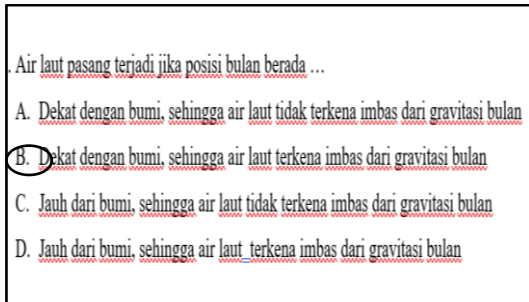 . Air laut pasang terjadi jika posisi bulan berada …
A. Dekat dengan bumi, sehingga air laut tidak terkena imbas dari gravitasi bulan
B. Dekat dengan bumi, sehingga air laut terkena imbas dari gravitasi bulan
C. Jauh dari bumi, sehingga air laut tidak terkena imbas dari gravitasi bulan
D. Jauh dari bumi, sehingga air laut terkena imbas dari gravitasi bulan